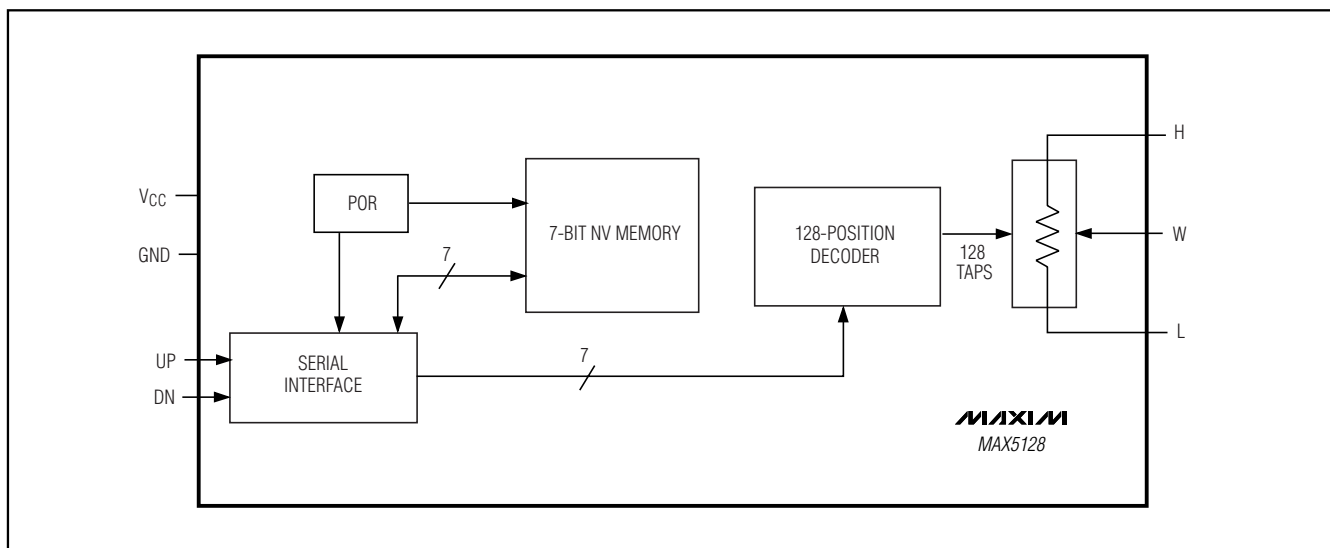 H
VCC
POR
7-BIT NV MEMORY
128-POSITION
DECODER
128
TAPS
W
GND
7
L
UP
DN
SERIAL
INTERFACE
7
MAXIM
MAX5128